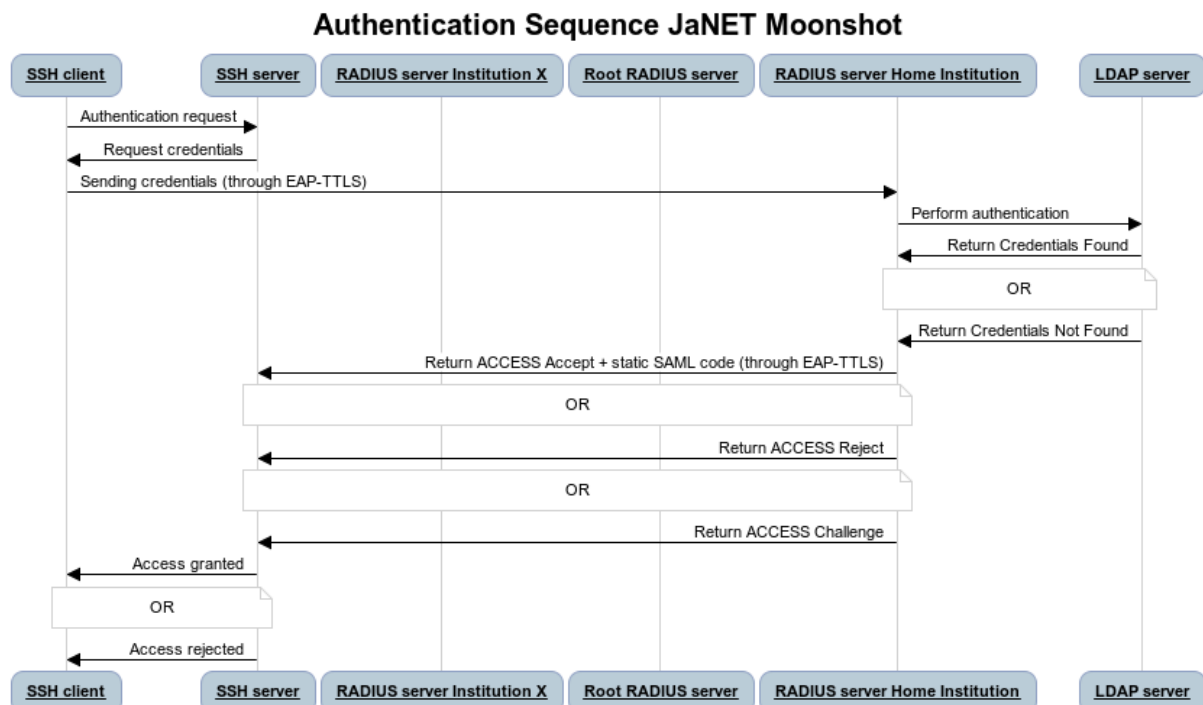 Authentication Sequence JaNET Moonshot
SSH client SSH server RADIUS server Institution X Root RADIUS server RADIUS server Home Institution LDAP server
Authentication request
Request credentials
Sending credentials (through EAP-TTLS)
Perform authentication
Return Credentials Found
OR
Return Credentials Not Found
Return ACCESS Accept + static SAML code (through EAP-TTLS)
OR
Return ACCESS Reject
OR
Return ACCESS Challenge
Access granted
OR
Access rejected
SSH client SSH server RADIUS server Institution X Root RADIUS server RADIUS server Home Institution LDAP server